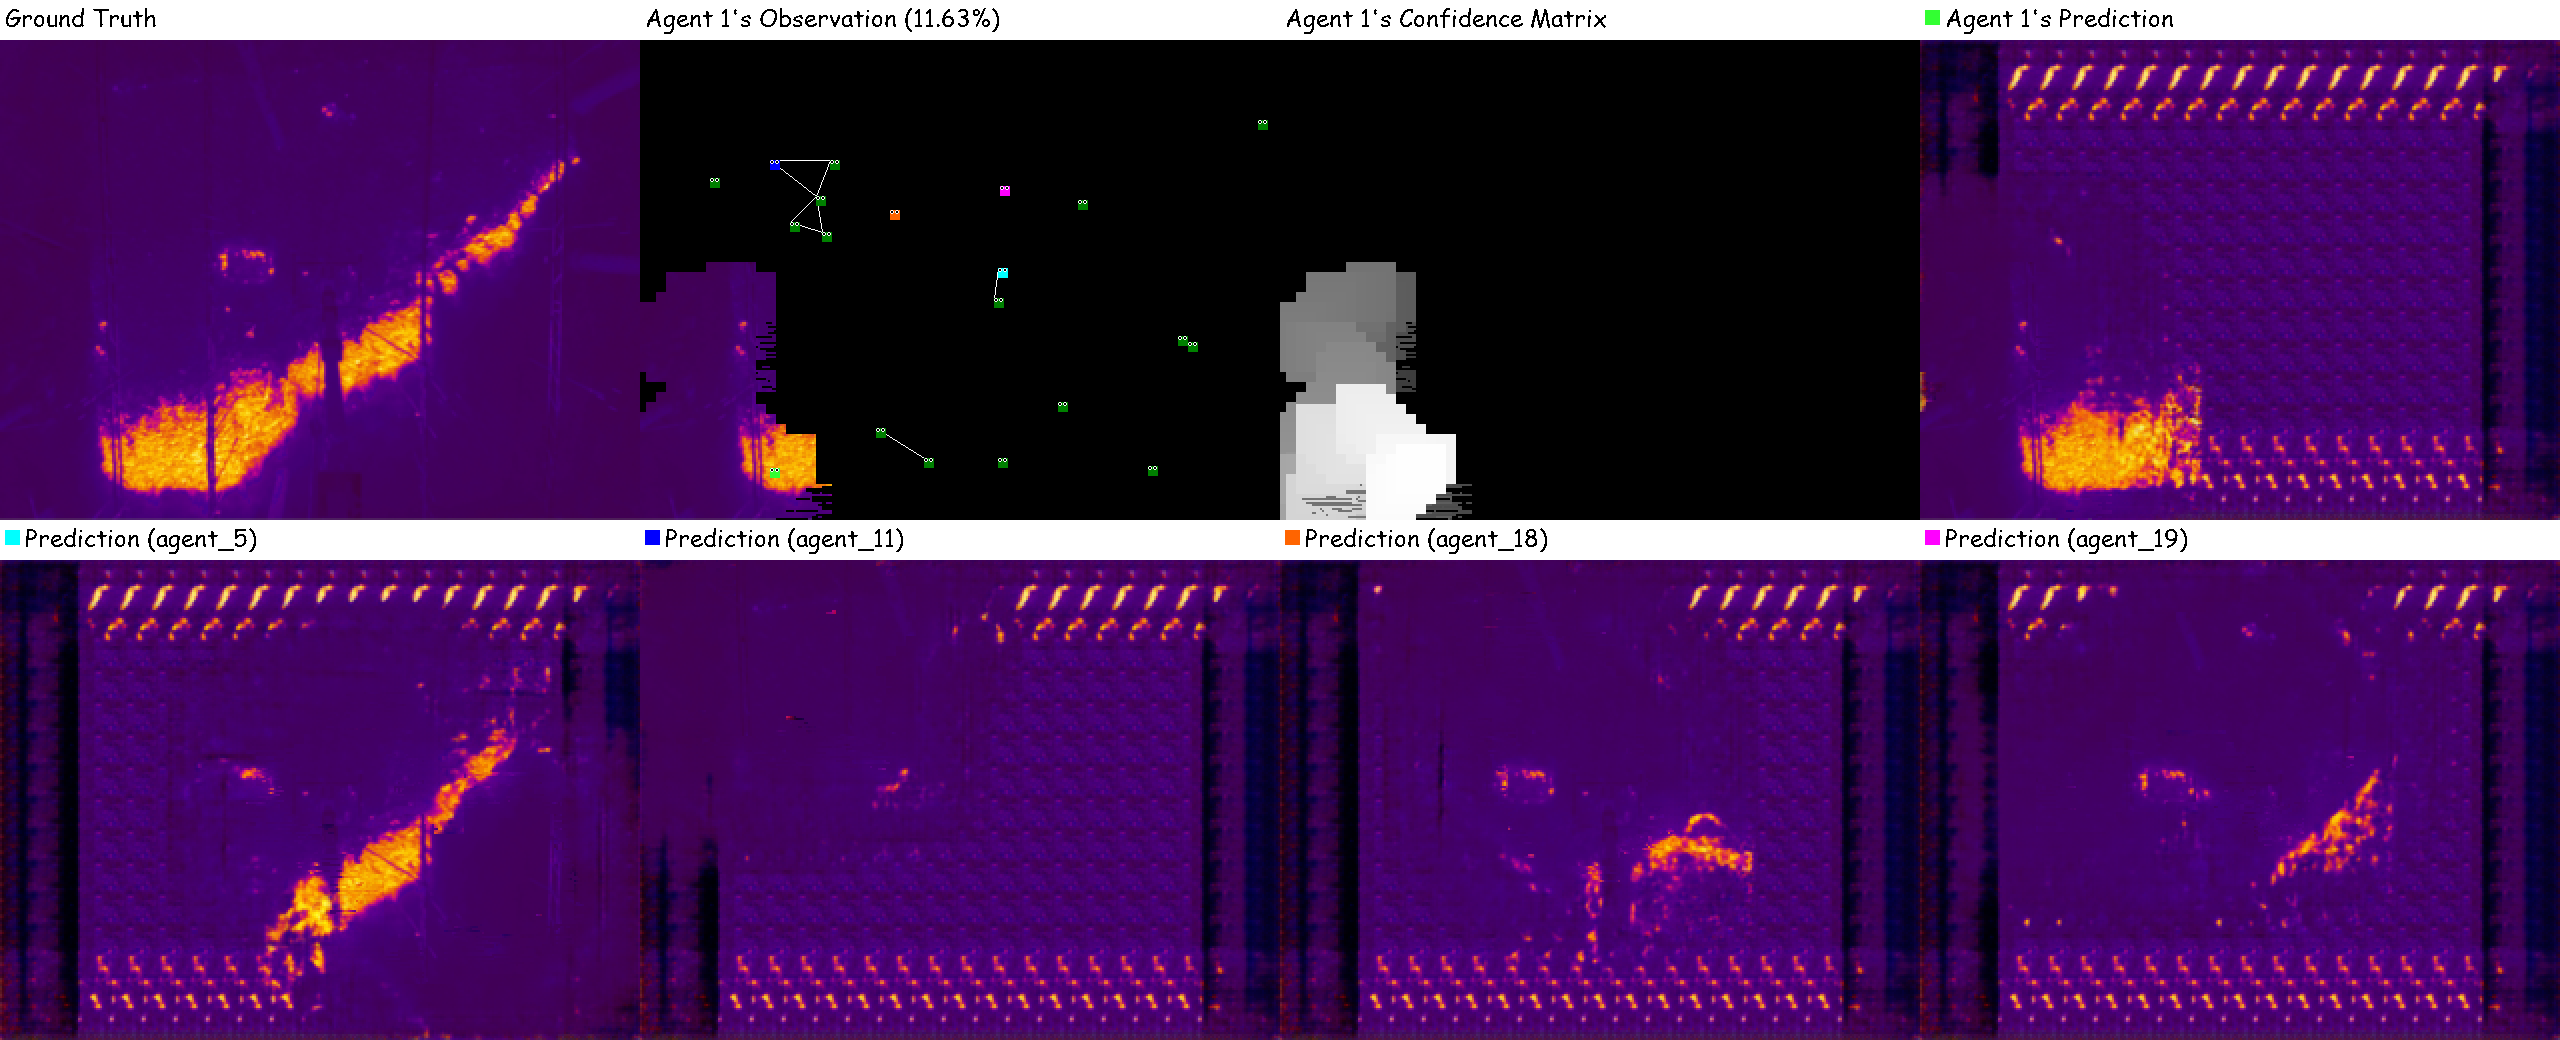 Ground Truth
Agent 1's Observation (11.63%)
Agent 1's Confidence Matrix
Agent 1's Prediction
Prediction (agent_5)
Prediction (agent_11)
Prediction (agent_18)
Prediction (agent_19)